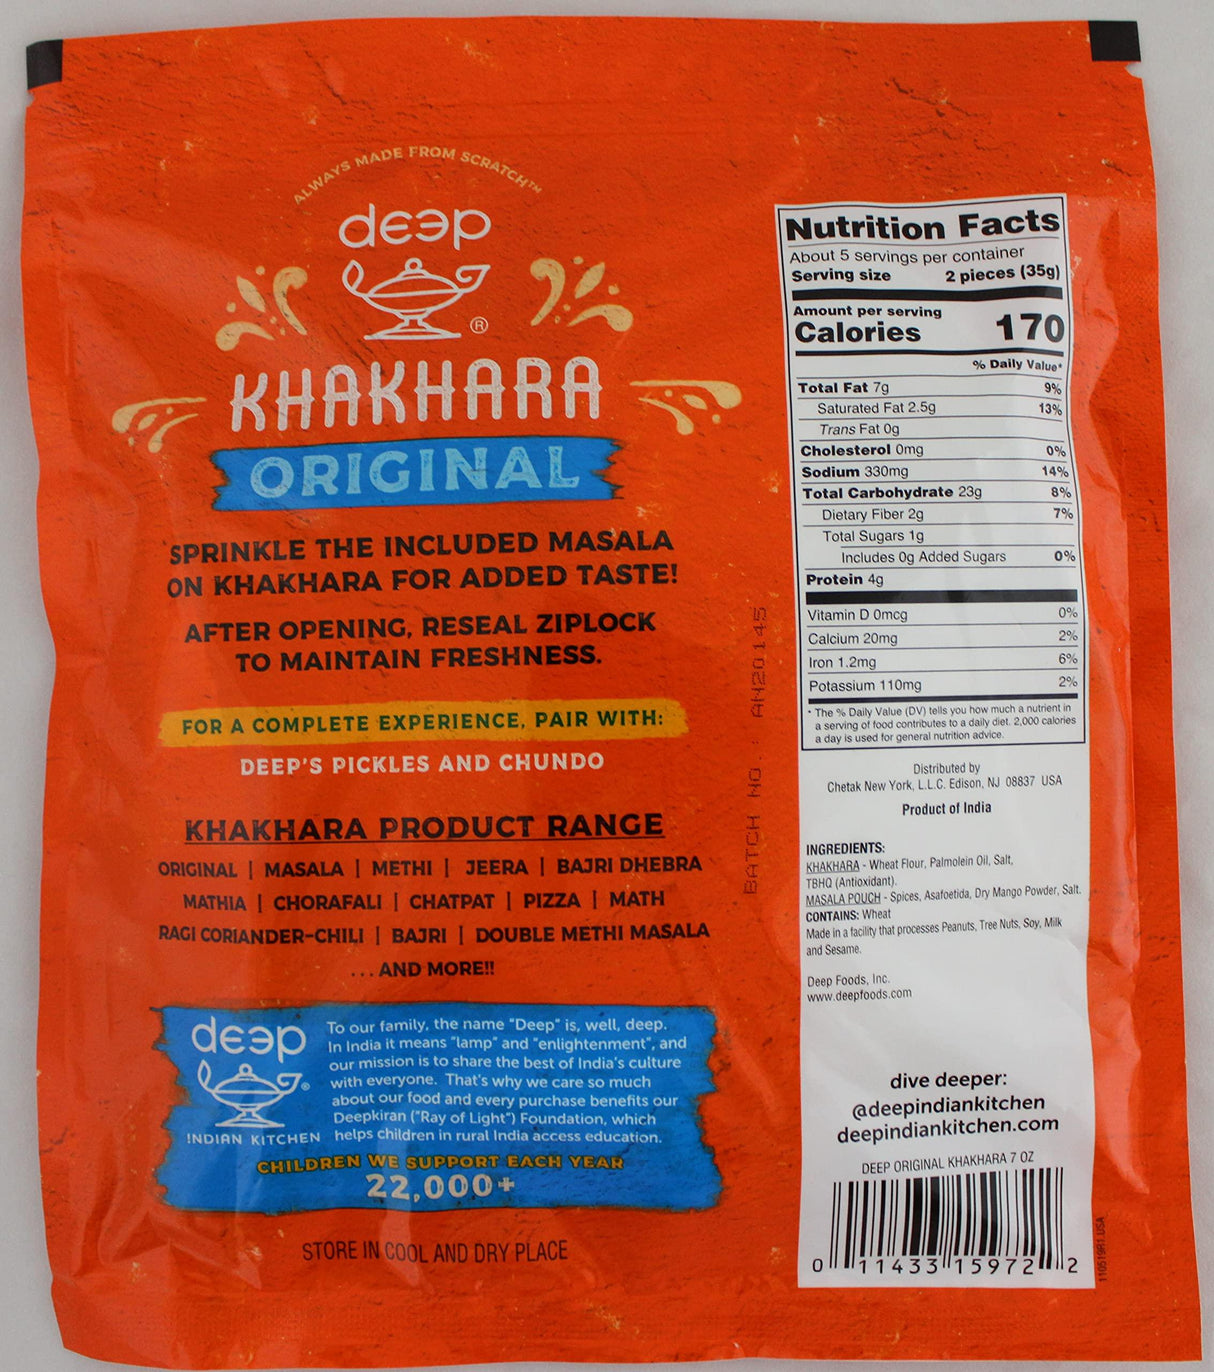 ALWAYS MADE FROM SCRATCH™
deep
®
KHAKHARA
ORIGINAL
SPRINKLE THE INCLUDED MASALA
ON KHAKHARA FOR ADDED TASTE!
AFTER OPENING, RESEAL ZIPLOCK
TO MAINTAIN FRESHNESS.
FOR A COMPLETE EXPERIENCE, PAIR WITH:
DEEP'S PICKLES AND CHUNDO
KHAKHARA PRODUCT RANGE
ORIGINAL | MASALA | METHI | JEERA | BAJRI DHEBRA
MATHIA | CHORAFALI | CHATPAT | PIZZA | MATH
RAGI CORIANDER-CHILI | BAJRI | DOUBLE METHI MASALA
...AND MORE!!
deep
®
INDIAN KITCHEN
To our family, the name "Deep" is, well, deep.
In India it means "lamp" and "enlightenment", and
our mission is to share the best of India's culture
with everyone. That's why we care so much
about our food and every purchase benefits our
Deepkiran ("Ray of Light") Foundation, which
helps children in rural India access education.
CHILDREN WE SUPPORT EACH YEAR
22,000+
STORE IN COOL AND DRY PLACE
BATCH NO. : AH20145
Nutrition Facts
About 5 servings per container
Serving size 2 pieces (35g)
Amount per serving
Calories 170
% Daily Value*
Total Fat 7g 9%
Saturated Fat 2.5g 13%
Trans Fat 0g
Cholesterol 0mg 0%
Sodium 330mg 14%
Total Carbohydrate 23g 8%
Dietary Fiber 2g 7%
Total Sugars 1g
Includes 0g Added Sugars 0%
Protein 4g
Vitamin D 0mcg 0%
Calcium 20mg 2%
Iron 1.2mg 6%
Potassium 110mg 2%
* The % Daily Value (DV) tells you how much a nutrient in
a serving of food contributes to a daily diet. 2,000 calories
a day is used for general nutrition advice.
Distributed by
Chetak New York, L.L.C. Edison, NJ 08837 USA
Product of India
INGREDIENTS:
KHAKHARA - Wheat Flour, Palmolein Oil, Salt,
TBHQ (Antioxidant).
MASALA POUCH - Spices, Asafoetida, Dry Mango Powder, Salt.
CONTAINS: Wheat
Made in a facility that processes Peanuts, Tree Nuts, Soy, Milk
and Sesame.
Deep Foods, Inc.
www.deepfoods.com
dive deeper:
@deepindiankitchen
deepindiankitchen.com
DEEP ORIGINAL KHAKHARA 7 OZ
0 11433 15972 2
110519R1 USA